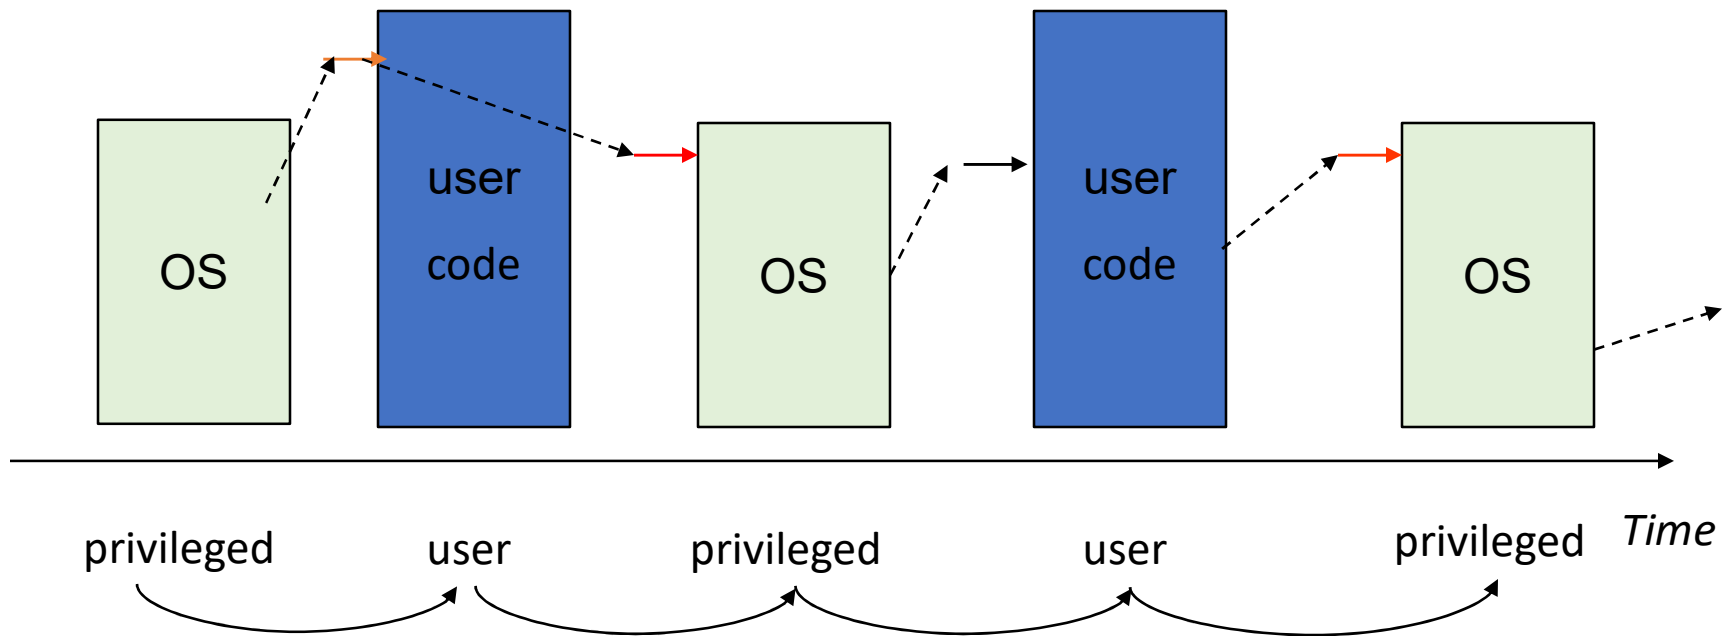 OS
user
code
OS
user
code
OS
privileged
user
privileged
user
privileged
Time